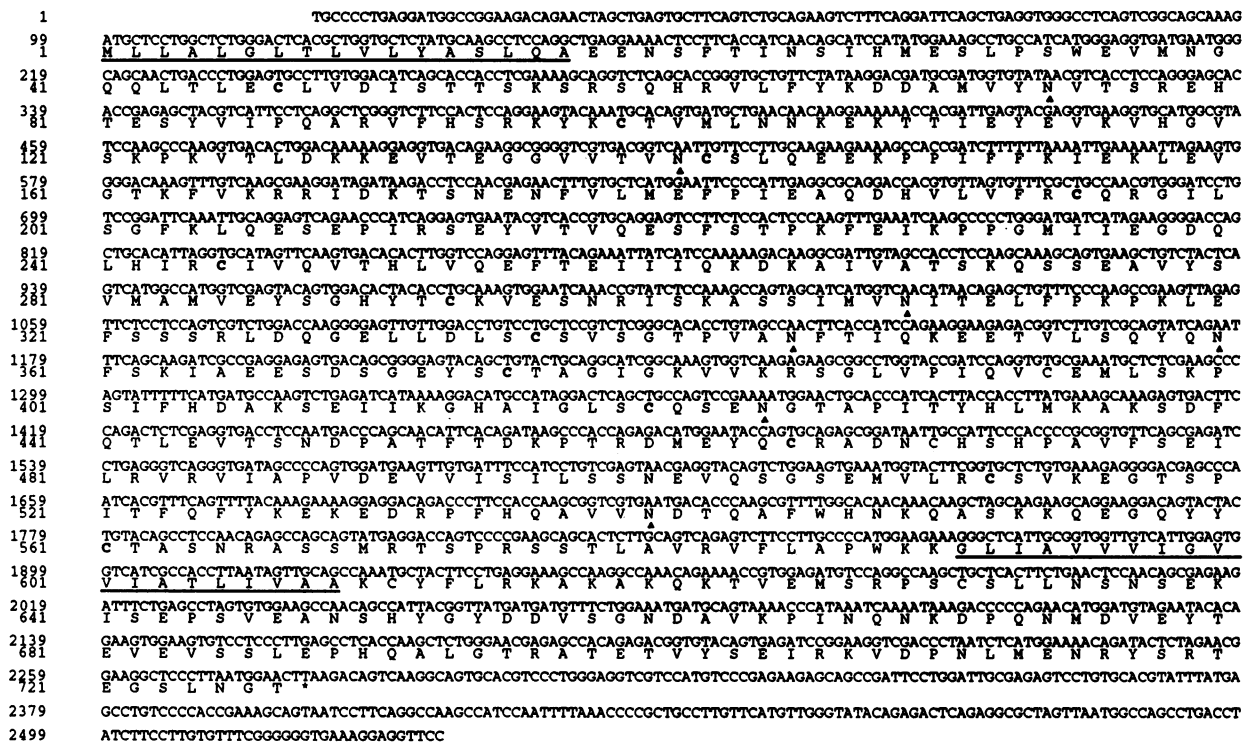 1 TGCCCCTGAGGATGGCCGGAAGACAGAACTAGCTGAGTGCTTCAGTCTGCAGAAGTCTTTCAGGATTCAGCTGAGGTGGGCCTCAGTCGGCAGCAAAG
99 ATGCTCCTGGCTCTGGGACTCACGCTGGTGCTCTATGCAAGCCTCCAGGCTGAGGAAAACTCCTTCACCATCAACAGCATCCATATGGAAAGCCTGCCATCATGGGAGGTGATGAATGGG
1 M L L A L G L T L V L Y A S L Q A E E N S F T I N S I H M E S L P S W E V M N G
219 CAGCAACTGACCCTGGAGTGCCTTGTGGACATCAGCACCACCTCGAAAAGCAGGTCTCAGCACCGGGTGCTGTTCTATAAGGACGATGCGATGGTGTATAACGTCACCTCCAGGGAGCAC
41 Q Q L T L E C L V D I S T T S K S R S Q H R V L F Y K D D A M V Y N V T S R E H
339 ACCGAGAGCTACGTCATTCCTCAGGCTCGGGTCTTCCACTCCAGGAAGTACAAATGCACAGTGATGCTGAACAACAAGGAAAAAACCACGATTGAGTACGAGGTGAAGGTGCATGGCGTA
81 T E S Y V I P Q A R V F H S R K Y K C T V M L N N K E K T T I E Y E V K V H G V
459 TCCAAGCCCAAGGTGACACTGGACAAAAAGGAGGTGACAGAAGGCGGGGTCGTGACGGTCAATTGTTCCTTGCAAGAAGAAAAGCCACCGATCTTTTTTAAAATTGAAAAATTAGAAGTG
121 S K P K V T L D K K E V T E G G V V T V N C S L Q E E K P P I F F K I E K L E V
579 GGGACAAAGTTTGTCAAGCGAAGGATAGATAAGACCTCCAACGAGAACTTTGTGCTCATGGAATTCCCCATTGAGGCGCAGGACCACGTGTTAGTGTTTCGCTGCCAACGTGGGATCCTG
161 G T K F V K R R I D K T S N E N F V L M E F P I E A Q D H V L V F R C Q R G I L
699 TCCGGATTCAAATTGCAGGAGTCAGAACCCATCAGGAGTGAATACGTCACCGTGCAGGAGTCCTTCTCCACTCCCAAGTTTGAAATCAAGCCCCCTGGGATGATCATAGAAGGGGACCAG
201 S G F K L Q E S E P I R S E Y V T V Q E S F S T P K F E I K P P G M I I E G D Q
819 CTGCACATTAGGTGCATAGTTCAAGTGACACACTTGGTCCAGGAGTTTACAGAAATTATCATCCAAAAAGACAAGGCGATTGTAGCCACCTCCAAGCAAAGCAGTGAAGCTGTCTACTCA
241 L H I R C I V Q V T H L V Q E F T E I I I Q K D K A I V A T S K Q S S E A V Y S
939 GTCATGGCCATGGTCGAGTACAGTGGACACTACACCTGCAAAGTGGAATCAAACCGTATCTCCAAAGCCAGTAGCATCATGGTCAACATAACAGAGCTGTTTCCCAAGCCGAAGTTAGAG
281 V M A M V E Y S G H Y T C K V E S N R I S K A S S I M V N I T E L F P K P K L E
1059 TTCTCCTCCAGTCGTCTGGACCAAGGGGAGTTGTTGGACCTGTCCTGCTCCGTCTCGGGCACACCTGTAGCCAACTTCACCATCCAGAAGGAAGAGACGGTCTTGTCGCAGTATCAGAAT
321 F S S S R L D Q G E L L D L S C S V S G T P V A N F T I Q K E E T V L S Q Y Q N
1179 TTCAGCAAGATCGCCGAGGAGAGTGACAGCGGGGAGTACAGCTGTACTGCAGGCATCGGCAAAGTGGTCAAGAGAAGCGGCCTGGTACCGATCCAGGTGTGCGAAATGCTCTCGAAGCCC
361 F S K I A E E S D S G E Y S C T A G I G K V V K R S G L V P I Q V C E M L S K P
1299 AGTATTTTTCATGATGCCAAGTCTGAGATCATAAAAGGACATGCCATAGGACTCAGCTGCCAGTCCGAAAATGGAACTGCACCCATCACTTACCACCTTATGAAAGCAAAGAGTGACTTC
401 S I F H D A K S E I I K G H A I G L S C Q S E N G T A P I T Y H L M K A K S D F
1419 CAGACTCTCGAGGTGACCTCCAATGACCCAGCAACATTCACAGATAAGCCCACCAGAGACATGGAATACCAGTGCAGAGCGGATAATTGCCATTCCCACCCCGCGGTGTTCAGCGAGATC
441 Q T L E V T S N D P A T F T D K P T R D M E Y Q C R A D N C H S H P A V F S E I
1539 CTGAGGGTCAGGGTGATAGCCCCAGTGGATGAAGTTGTGATTTCCATCCTGTCGAGTAACGAGGTACAGTCTGGAAGTGAAATGGTACTTCGGTGCTCTGTGAAAGAGGGGACGAGCCCA
481 L R V R V I A P V D E V V I S I L S S N E V Q S G S E M V L R C S V K E G T S P
1659 ATCACGTTTCAGTTTTACAAAGAAAAGGAGGACAGACCCTTCCACCAAGCGGTCGTGAATGACACCCAAGCGTTTTGGCACAACAAACAAGCTAGCAAGAAGCAGGAAGGACAGTACTAC
521 I T F Q F Y K E K E D R P F H Q A V V N D T Q A F W H N K Q A S K K Q E G Q Y Y
1779 TGTACAGCCTCCAACAGAGCCAGCAGTATGAGGACCAGTCCCCGAAGCAGCACTCTTGCAGTCAGAGTCTTCCTTGCCCCATGGAAGAAAGGGCTCATTGCGGTGGTTGTCATTGGAGTG
561 C T A S N R A S S M R T S P R S S T L A V R V F L A P W K K G L I A V V V I G V
1899 GTCATCGCCACCTTAATAGTTGCAGCCAAATGCTACTTCCTGAGGAAAGCCAAGGCCAAACAGAAACCGTGGAGATGTCCAGGCCAAGCTGCTCACTTCTGAACTCCAACAGCGAGAAG
601 V I A T L I V A A K C Y F L R K A K A K Q K T V E M S R P S C S L L N S N S E K
2019 ATTTCTGAGCCTAGTGTGGAAGCCAACAGCCATTACGGTTATGATGATGTTTCTGGAAATGATGCAGTAAAACCCATAAATCAAAATAAAGACCCCCAGAACATGGATGTAGAATACACA
641 I S E P S V E A N S H Y G Y D D V S G N D A V K P I N Q N K D P Q N M D V E Y T
2139 GAAGTGGAAGTGTCCTCCCTTGAGCCTCACCAAGCTCTGGGAACGAGAGCCACAGAGACGGTGTACAGTGAGATCCGGAAGGTCGACCCTAATCTCATGGAAAACAGATACTCTAGAACG
681 E V E V S S L E P H Q A L G T R A T E T V Y S E I R K V D P N L M E N R Y S R T
2259 GAAGGCTCCCTTAATGGAACTTAAGACAGTCAAGGCAGTGCACGTCCCTGGGAGGTCGTCCATGTCCCGAGAAGAGCAGCCGATTCCTGGATTGCGAGAGTCCTGTGCACGTATTTATGA
721 E G S L N G T *
2379 GCCTGTCCCCACCGAAAGCAGTAATCCTTCAGGCCAAGCCATCCAATTTTAAACCCCGCTGCCTTGTTCATGTTGGGTATACAGAGACTCAGAGGCGCTAGTTAATGGCCAGCCTGACCT
2499 ATCTTCCTTGTGTTTCGGGGGGTGAAAGGAGGTTCC